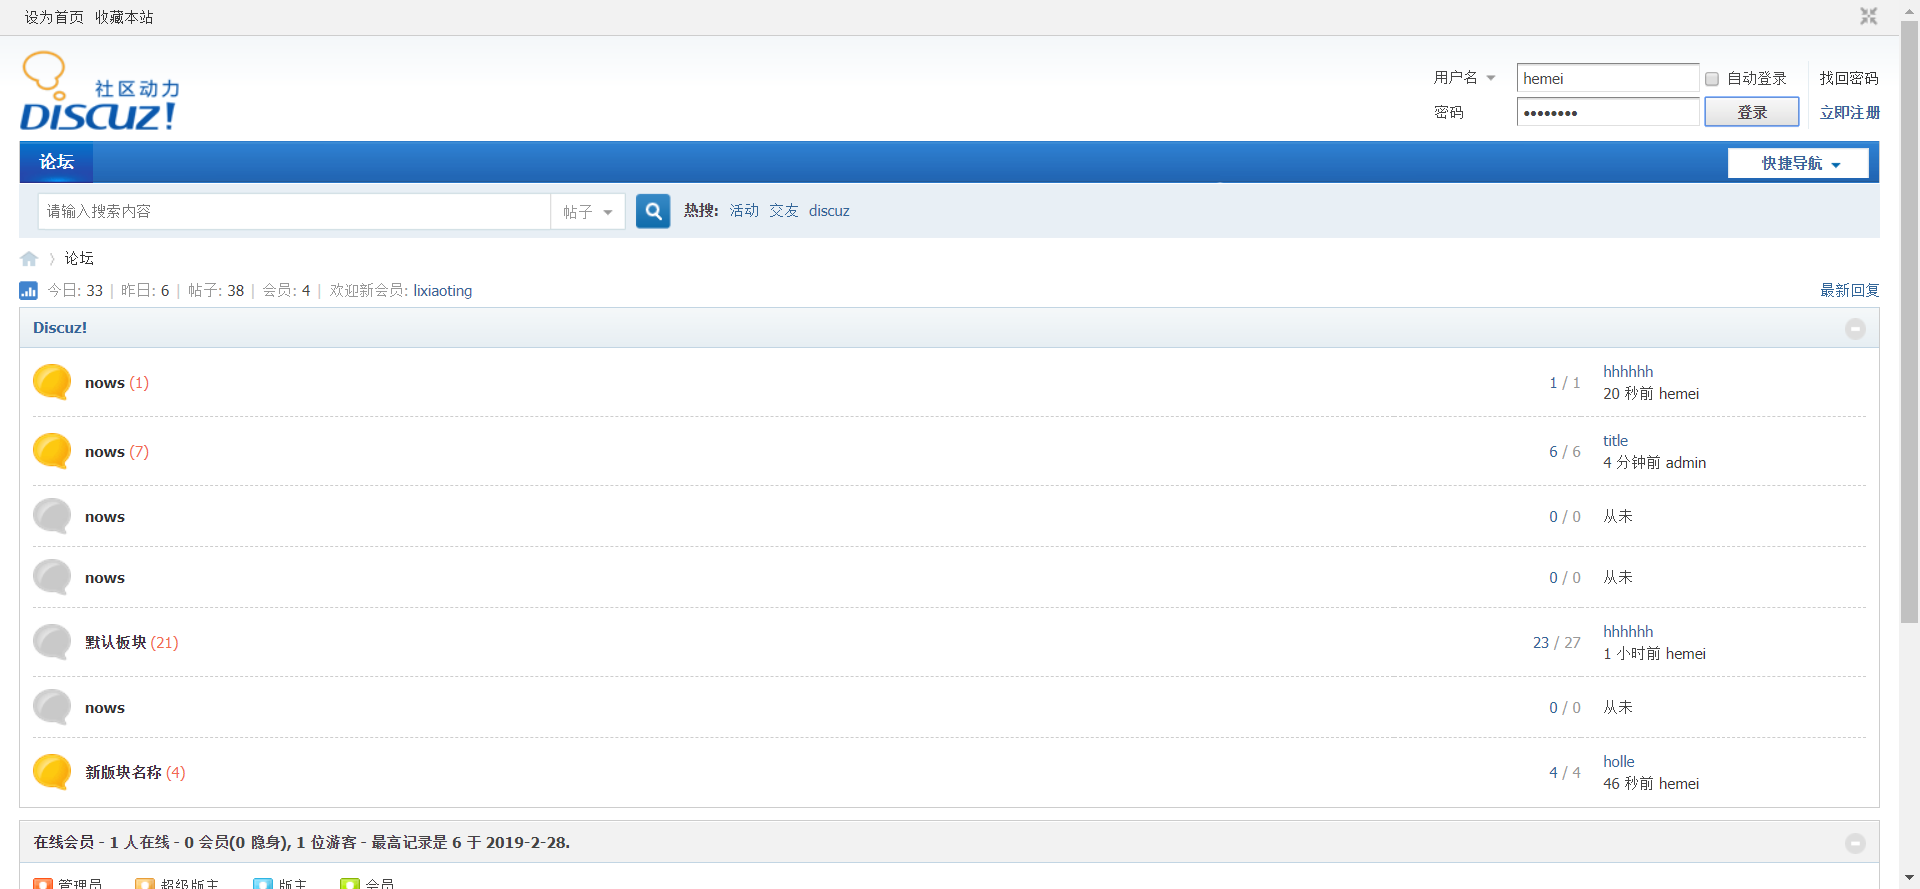 设为首页 收藏本站
社区动力
DISCUZ!
用户名 hemei 自动登录 找回密码
密码 •••••••• 登录 立即注册
论坛 快捷导航
请输入搜索内容 帖子 热搜: 活动 交友 discuz
论坛
今日: 33 | 昨日: 6 | 帖子: 38 | 会员: 4 | 欢迎新会员: lixiaoting 最新回复
Discuz!
nows (1) 1 / 1 hhhhhh
20 秒前 hemei
nows (7) 6 / 6 title
4 分钟前 admin
nows 0 / 0 从未
nows 0 / 0 从未
默认板块 (21) 23 / 27 hhhhhh
1 小时前 hemei
nows 0 / 0 从未
新版块名称 (4) 4 / 4 holle
46 秒前 hemei
在线会员 - 1 人在线 - 0 会员(0 隐身), 1 位游客 - 最高记录是 6 于 2019-2-28.
管理员 超级版主 版主 会员